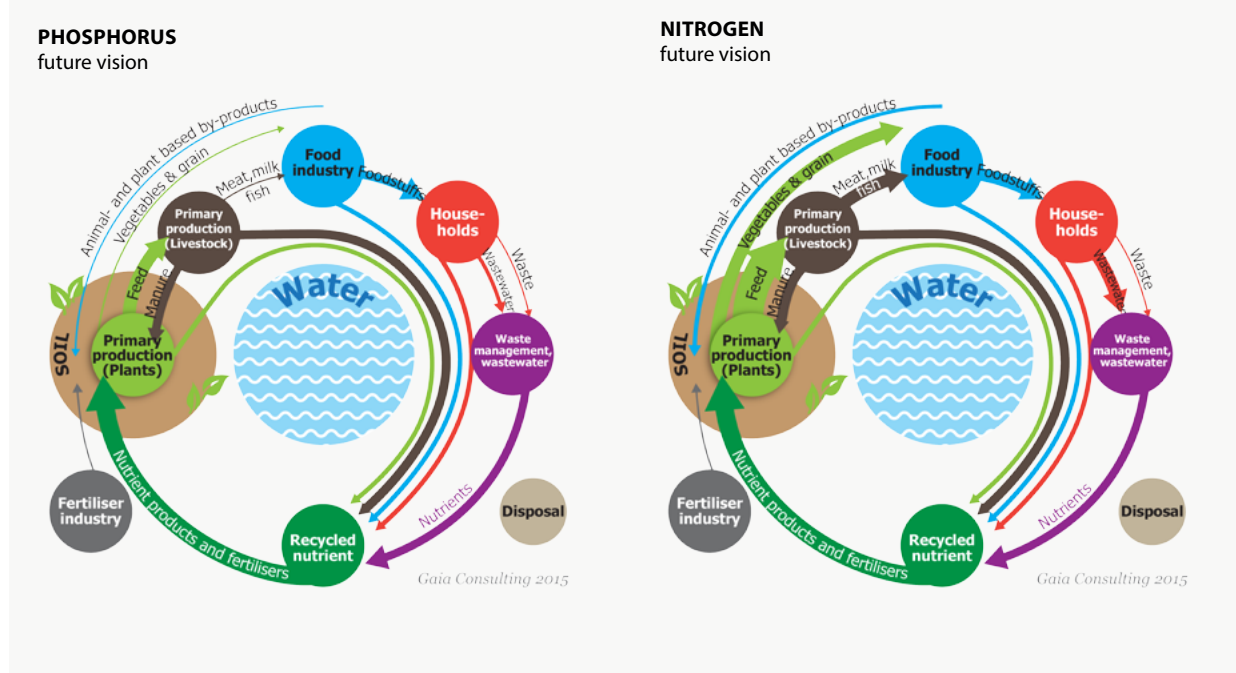 PHOSPHORUS
future vision
Animal- and plant based by-products
Vegetables & grain
Meat,milk
fish
Food
industry
Foodstuffs
House-
holds
Primary
production
(Livestock)
Feed
Manure
Water
Wastewater
Waste
SOIL
Primary
production
(Plants)
Waste
management,
wastewater
Fertiliser
industry
Nutrient products and fertilisers
Recycled
nutrient
Nutrients
Disposal
Gaia Consulting 2015
NITROGEN
future vision
Animal- and plant based by-products
Vegetables & grain
Meat,milk
fish
Food
industry
Foodstuffs
House-
holds
Primary
production
(Livestock)
Feed
Manure
Water
Wastewater
Waste
SOIL
Primary
production
(Plants)
Waste
management,
wastewater
Fertiliser
industry
Nutrient products and fertilisers
Recycled
nutrient
Nutrients
Disposal
Gaia Consulting 2015